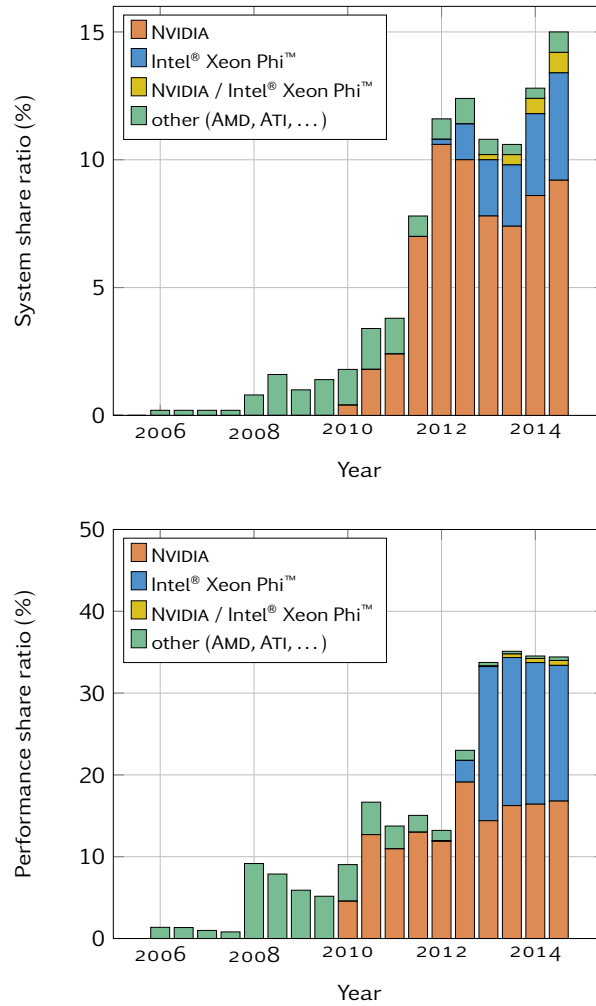 15
10
5
0
System share ratio (%)
NVIDIA
Intel® Xeon Phi™
NVIDIA / Intel® Xeon Phi™
other (AMD, ATI, ...)
2006 2008 2010 2012 2014
Year
50
40
30
20
10
0
Performance share ratio (%)
NVIDIA
Intel® Xeon Phi™
NVIDIA / Intel® Xeon Phi™
other (AMD, ATI, ...)
2006 2008 2010 2012 2014
Year